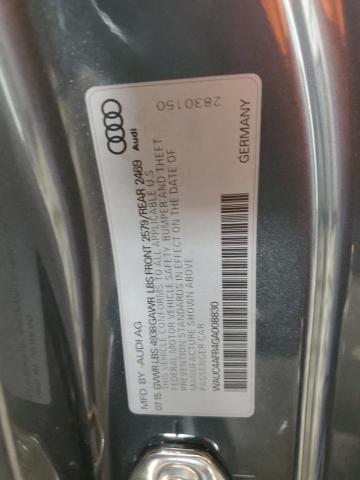 MFD. BY AUDI AG
07/15 GVWR LBS 4938 GAWR LBS FRONT 2579/REAR 2469
THIS VEHICLE CONFORMS TO ALL APPLICABLE U.S.
FEDERAL MOTOR VEHICLE SAFETY, BUMPER AND THEFT
PREVENTION STANDARDS IN EFFECT ON THE DATE OF
MANUFACTURE SHOWN ABOVE.
PASSENGER CAR
WAUC4AFR4GA008830
Audi
2830150
GERMANY